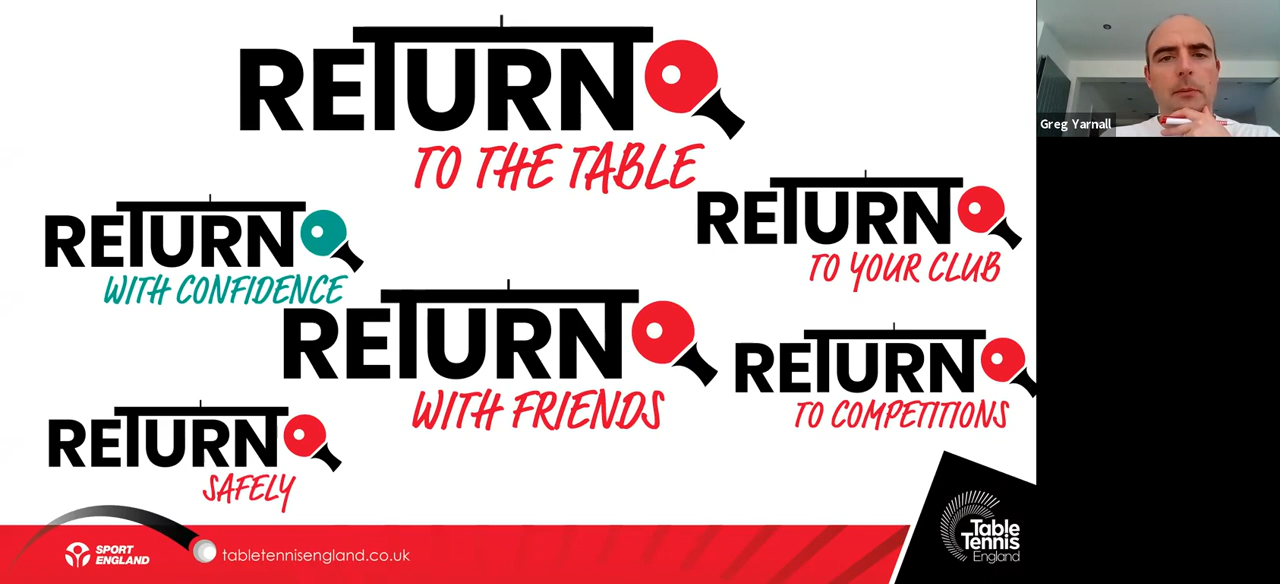 RETURN
TO THE TABLE
Greg Yarnall
RETURN
WITH CONFIDENCE
RETURN
TO YOUR CLUB
RETURN
WITH FRIENDS
RETURN
TO COMPETITIONS
RETURN
SAFELY
SPORT
ENGLAND
tabletennisengland.co.uk
Table
Tennis
England